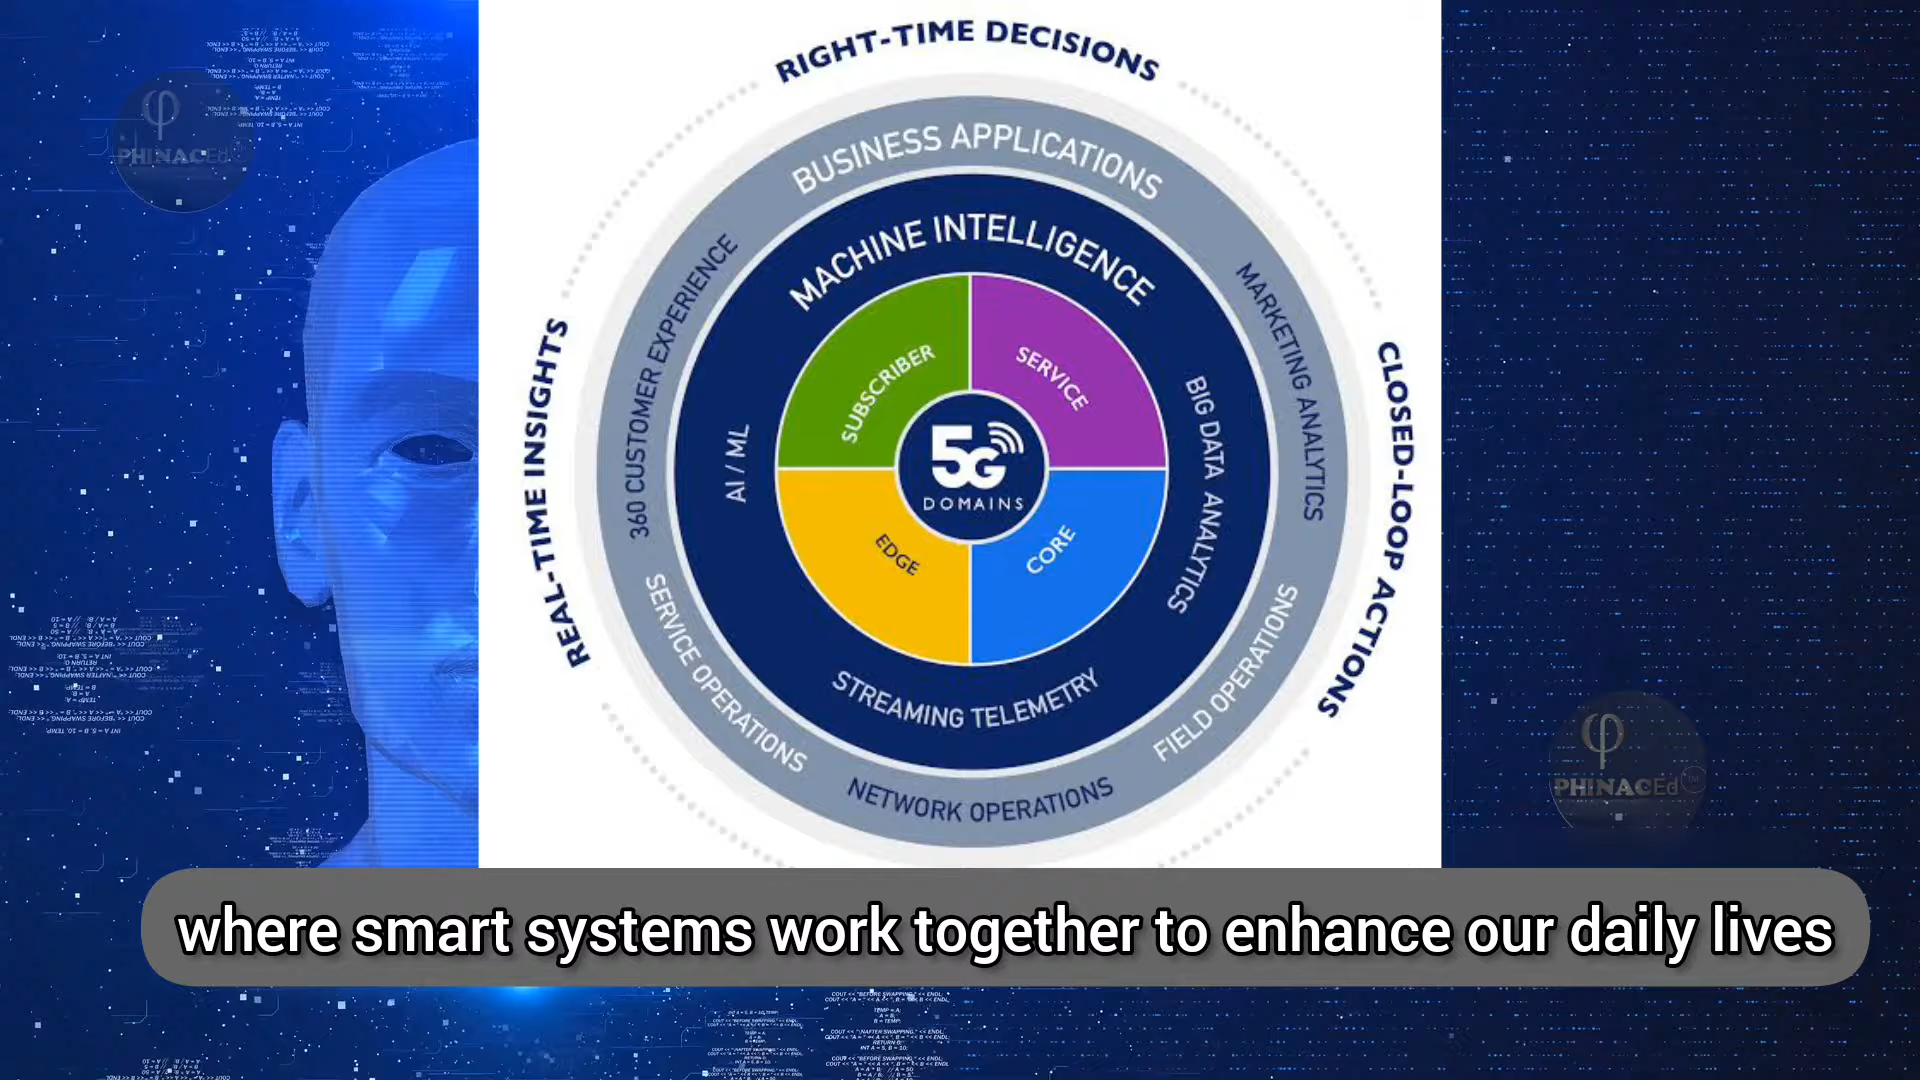 RIGHT-TIME DECISIONS
BUSINESS APPLICATIONS
MACHINE INTELLIGENCE
360 CUSTOMER EXPERIENCE
MARKETING ANALYTICS
REAL-TIME INSIGHTS
CLOSED-LOOP ACTIONS
AI / ML
BIG DATA ANALYTICS
SUBSCRIBER
SERVICE
5G
DOMAINS
EDGE
CORE
STREAMING TELEMETRY
SERVICE OPERATIONS
FIELD OPERATIONS
NETWORK OPERATIONS
φ
PHINACEd
φ
PHINACEd TM
where smart systems work together to enhance our daily lives